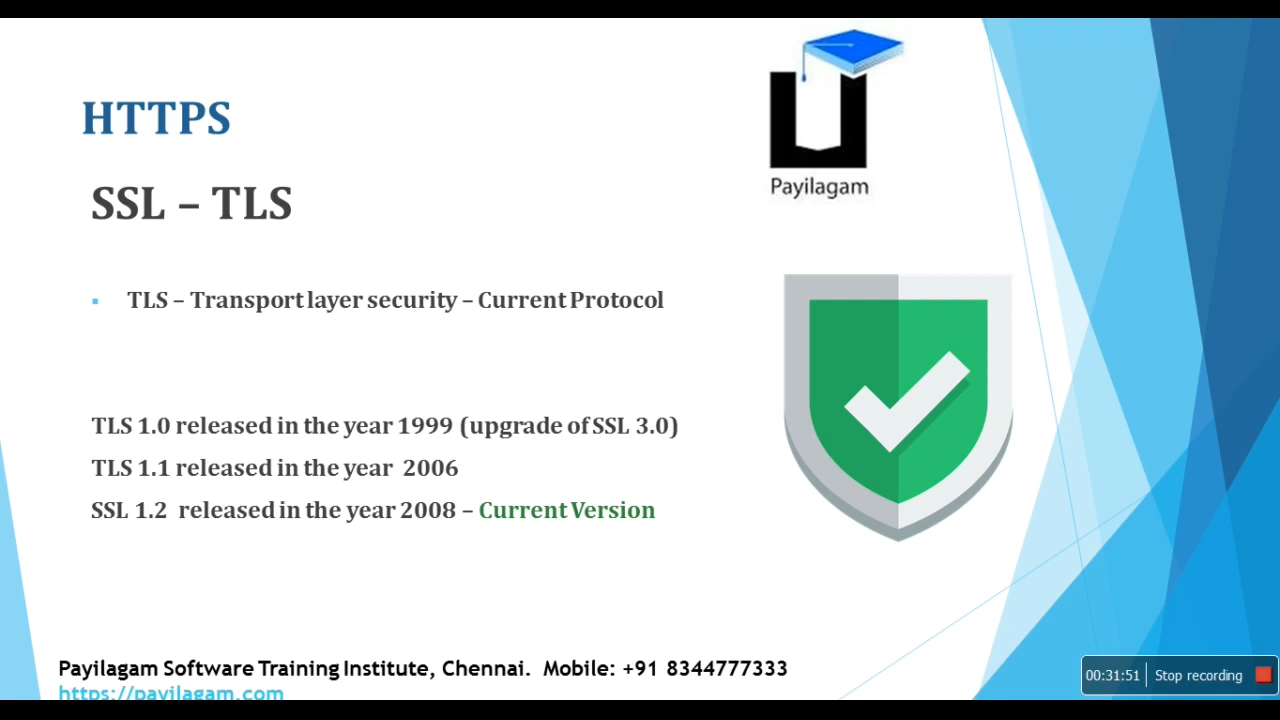 HTTPS
Payilagam
SSL – TLS
▪ TLS – Transport layer security – Current Protocol
TLS 1.0 released in the year 1999 (upgrade of SSL 3.0)
TLS 1.1 released in the year 2006
SSL 1.2 released in the year 2008 – Current Version
Payilagam Software Training Institute, Chennai. Mobile: +91 8344777333
https://payilagam.com
00:31:51 Stop recording